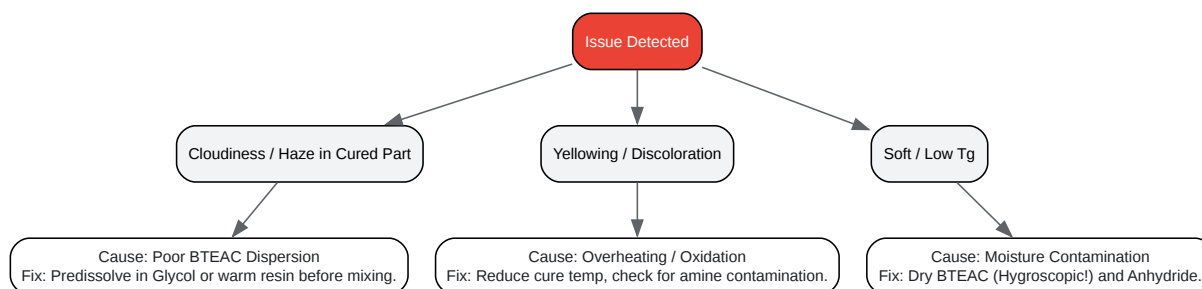 Issue Detected
Cloudiness / Haze in Cured Part
Yellowing / Discoloration
Soft / Low Tg
Cause: Poor BTEAC Dispersion
Fix: Predissolve in Glycol or warm resin before mixing.
Cause: Overheating / Oxidation
Fix: Reduce cure temp, check for amine contamination.
Cause: Moisture Contamination
Fix: Dry BTEAC (Hygroscopic!) and Anhydride.